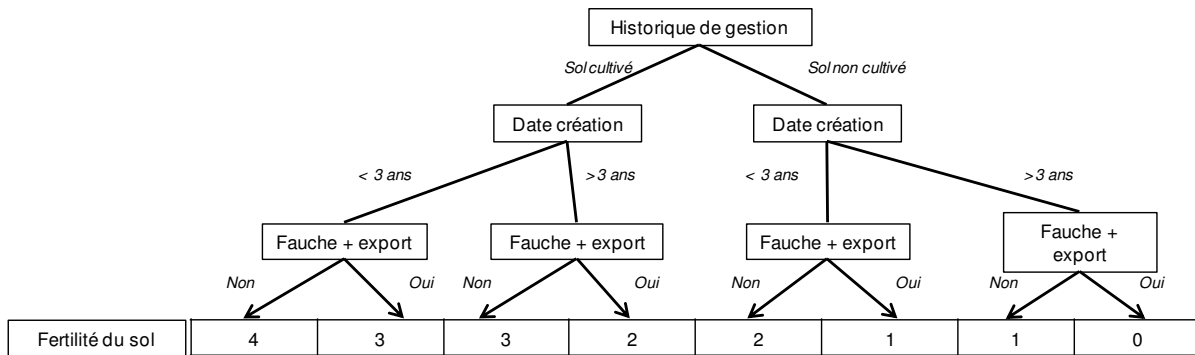 Historique de gestion
Sol cultivé
Sol non cultivé
Date création
Date création
< 3 ans
>3 ans
< 3 ans
>3 ans
Fauche + export
Fauche + export
Fauche + export
Fauche +
export
Non
Oui
Non
Oui
Non
Oui
Non
Oui
Fertilité du sol
4
3
3
2
2
1
1
0